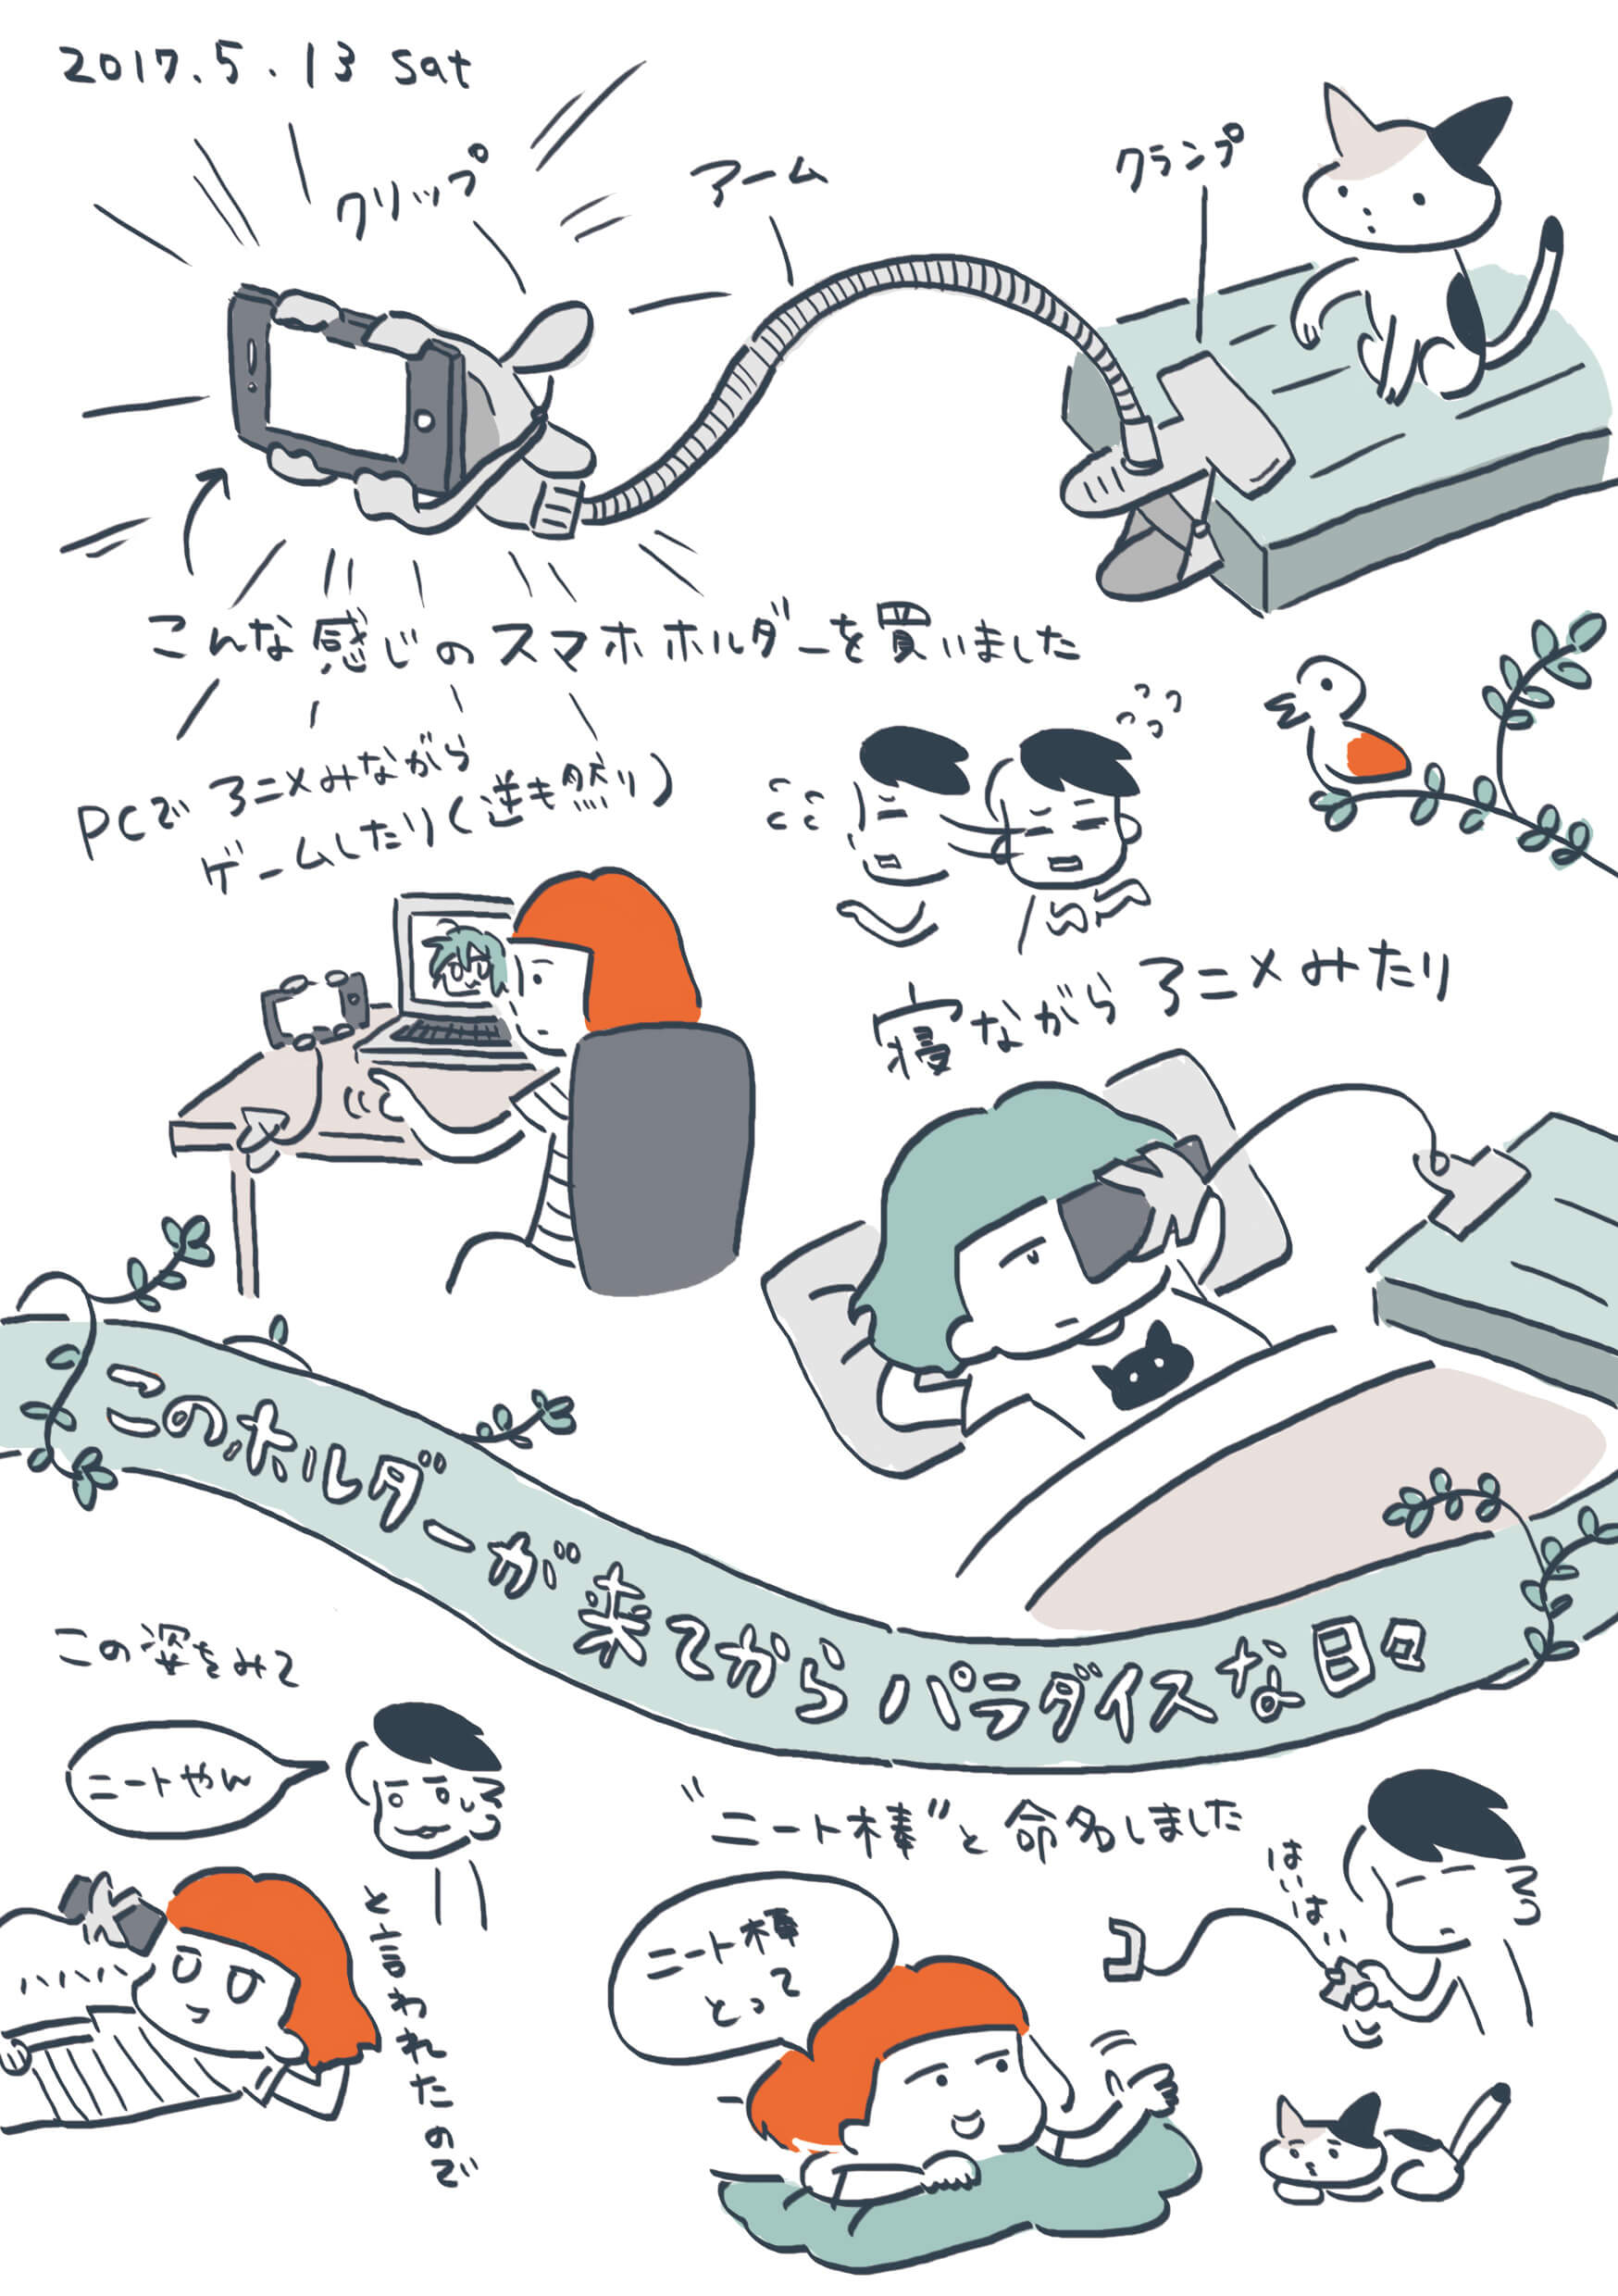 2017.5.13 sat
クリップ
アーム
クランプ
こんな感じのスマホホルダーを買いました
PCでアニメみながら
ゲームしたり(逆も然り)
寝ながらアニメみたり
このホルダーが来てからパラダイスな日々
この姿をみて
ニートやん
と言われたので
"ニート棒"と命名しました
ニート棒
とって
はいはい